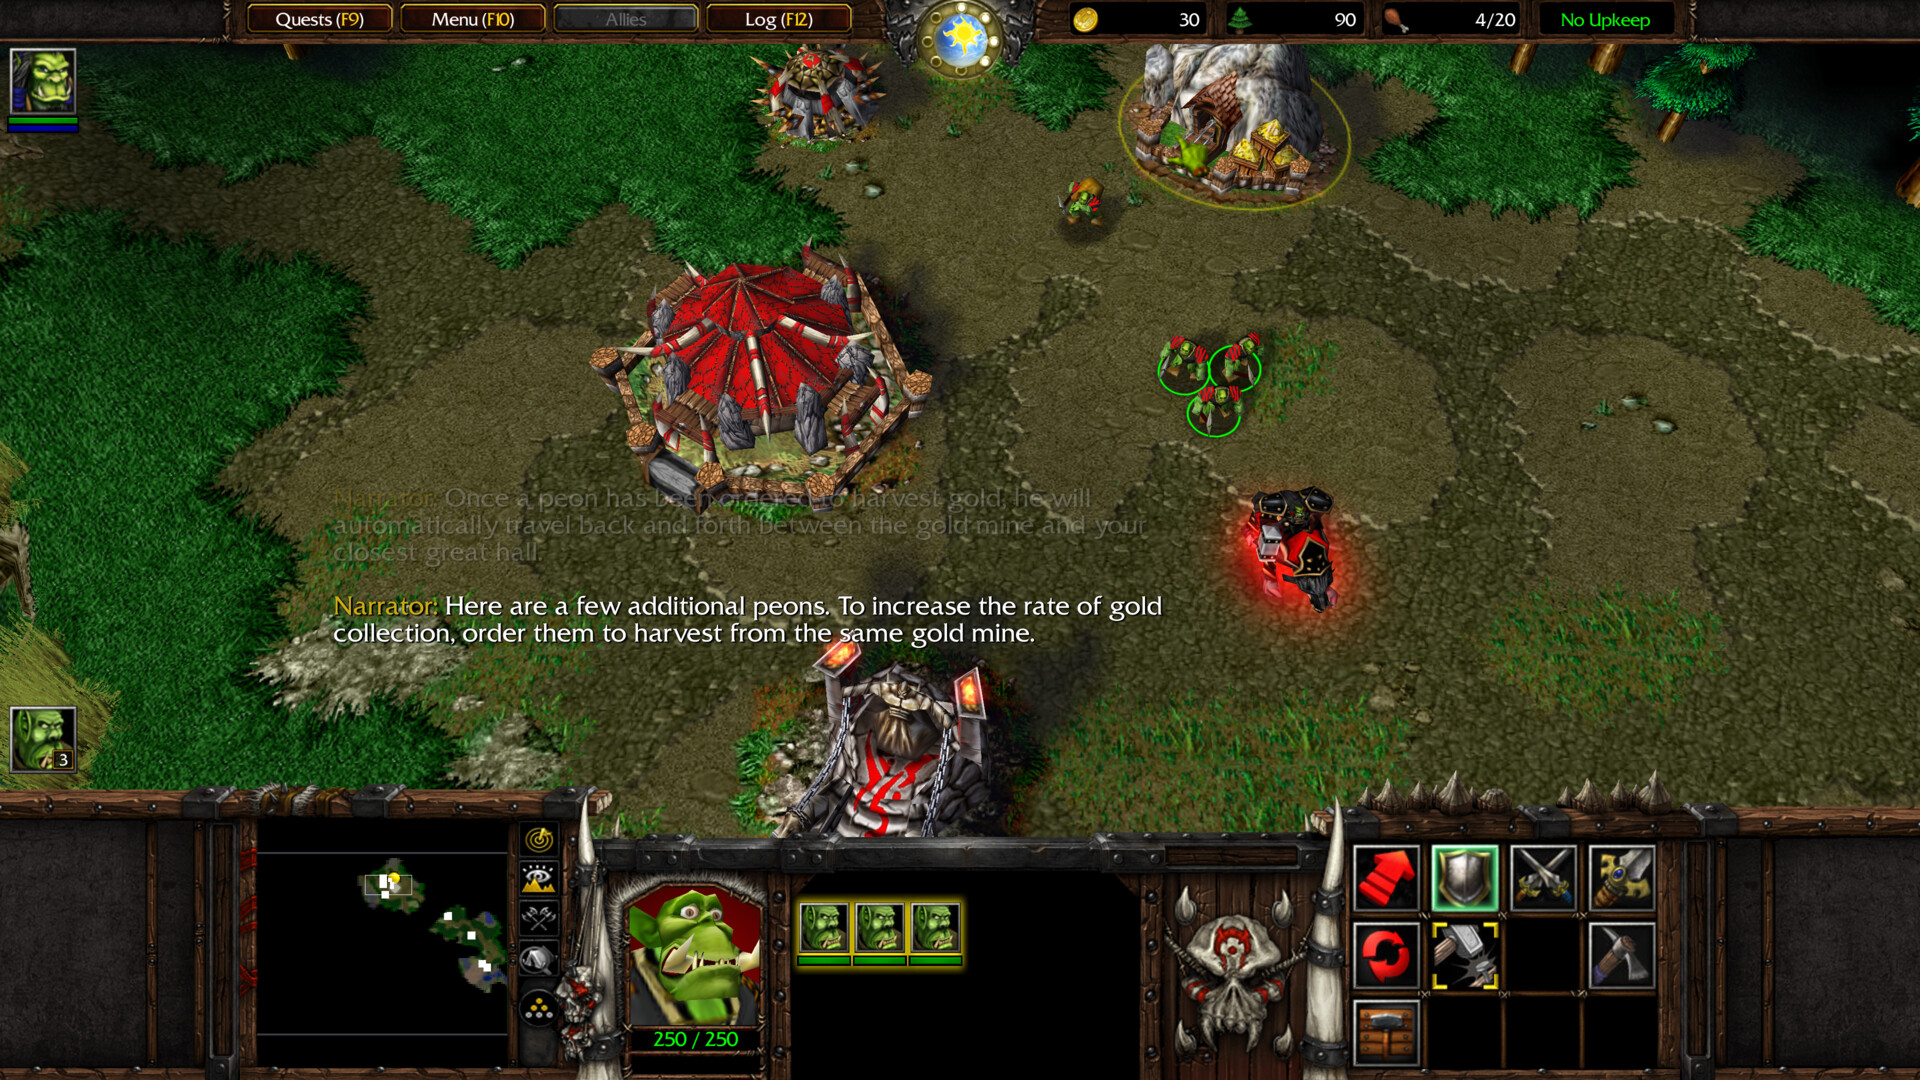 Quests (F9) Menu (F10) Allies Log (F12) 30 90 4/20 No Upkeep
Narrator: Once a peon has been ordered to harvest gold, he will
automatically travel back and forth between the gold mine and your
closest great hall.
Narrator: Here are a few additional peons. To increase the rate of gold
collection, order them to harvest from the same gold mine.
3
250 / 250